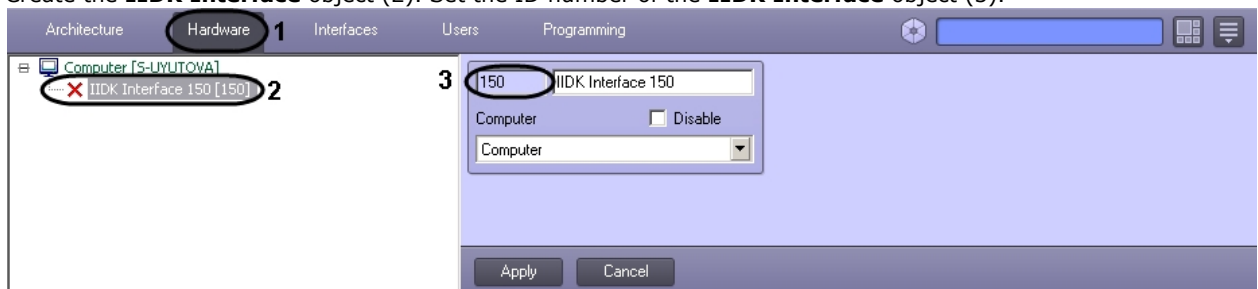 Create the IIDK Interface object (2). Set the ID number of the IIDK Interface object (3).
Architecture Hardware 1 Interfaces Users Programming
Computer [S-UYUTOVA]
IIDK Interface 150 [150] 2
3 150 IIDK Interface 150
Computer Disable
Computer
Apply Cancel